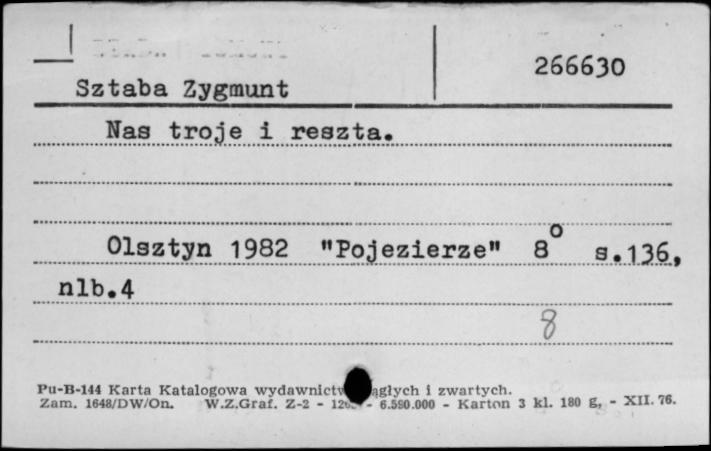 266630
Sztaba Zygmunt
Nas troje i reszta.
Olsztyn 1982 "Pojezierze" 8° s.136,
nlb.4
8
Pu-B-144 Karta Katalogowa wydawnictw ągłych i zwartych.
Zam. 1648/DW/On. W.Z.Graf. Z-2 - - 6.590.000 - Karton 3 kl. 180 g, - XII. 76.